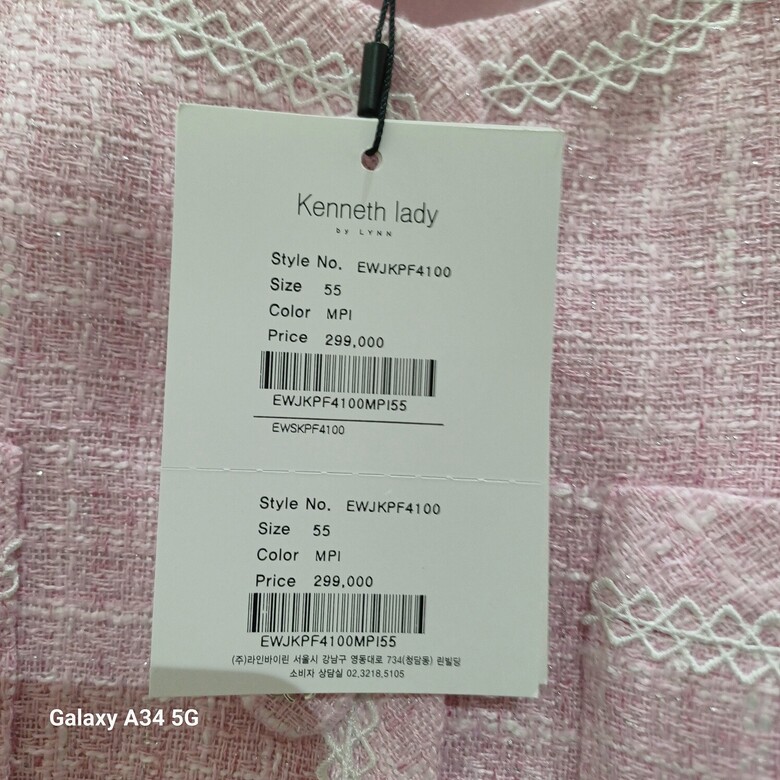 Kenneth lady
by LYNN
Style No. EWJKPF4100
Size 55
Color MPI
Price 299,000
EWJKPF4100MPI55
EWSKPF4100
Style No. EWJKPF4100
Size 55
Color MPI
Price 299,000
EWJKPF4100MPI55
(주)라인바이린 서울시 강남구 영동대로 734(청담동) 린빌딩
소비자 상담실 02.3218.5105
Galaxy A34 5G